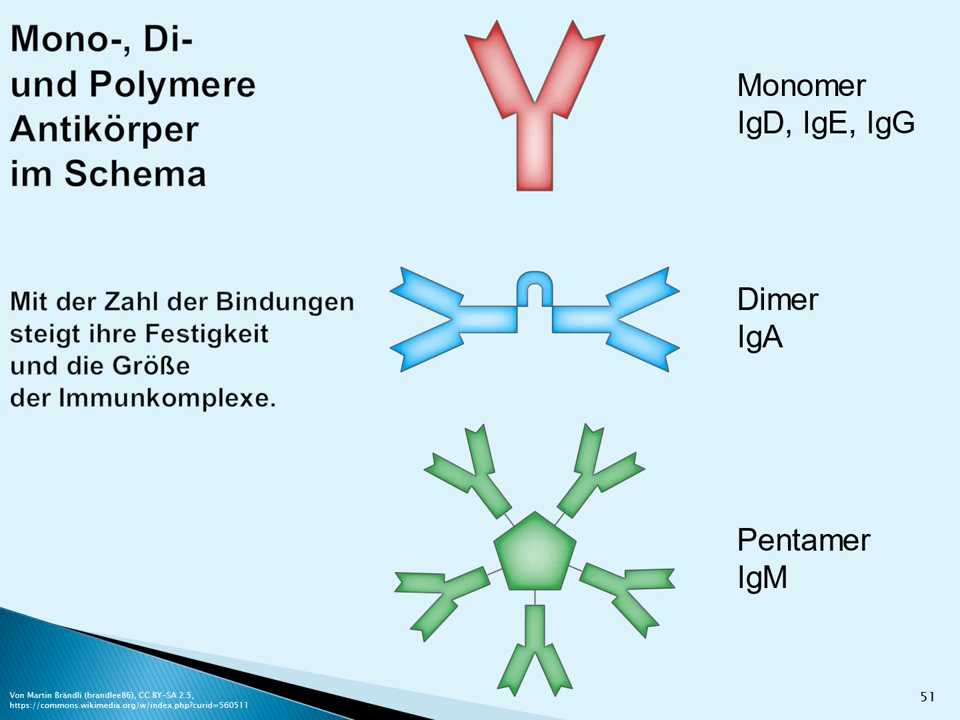 Mono-, Di-
und Polymere
Antikörper
im Schema
Monomer
IgD, IgE, IgG
Mit der Zahl der Bindungen
steigt ihre Festigkeit
und die Größe
der Immunkomplexe.
Dimer
IgA
Pentamer
IgM
Von Martin Brändli (brandlee86), CC BY-SA 2.5,
https://commons.wikimedia.org/w/index.php?curid=560511
51